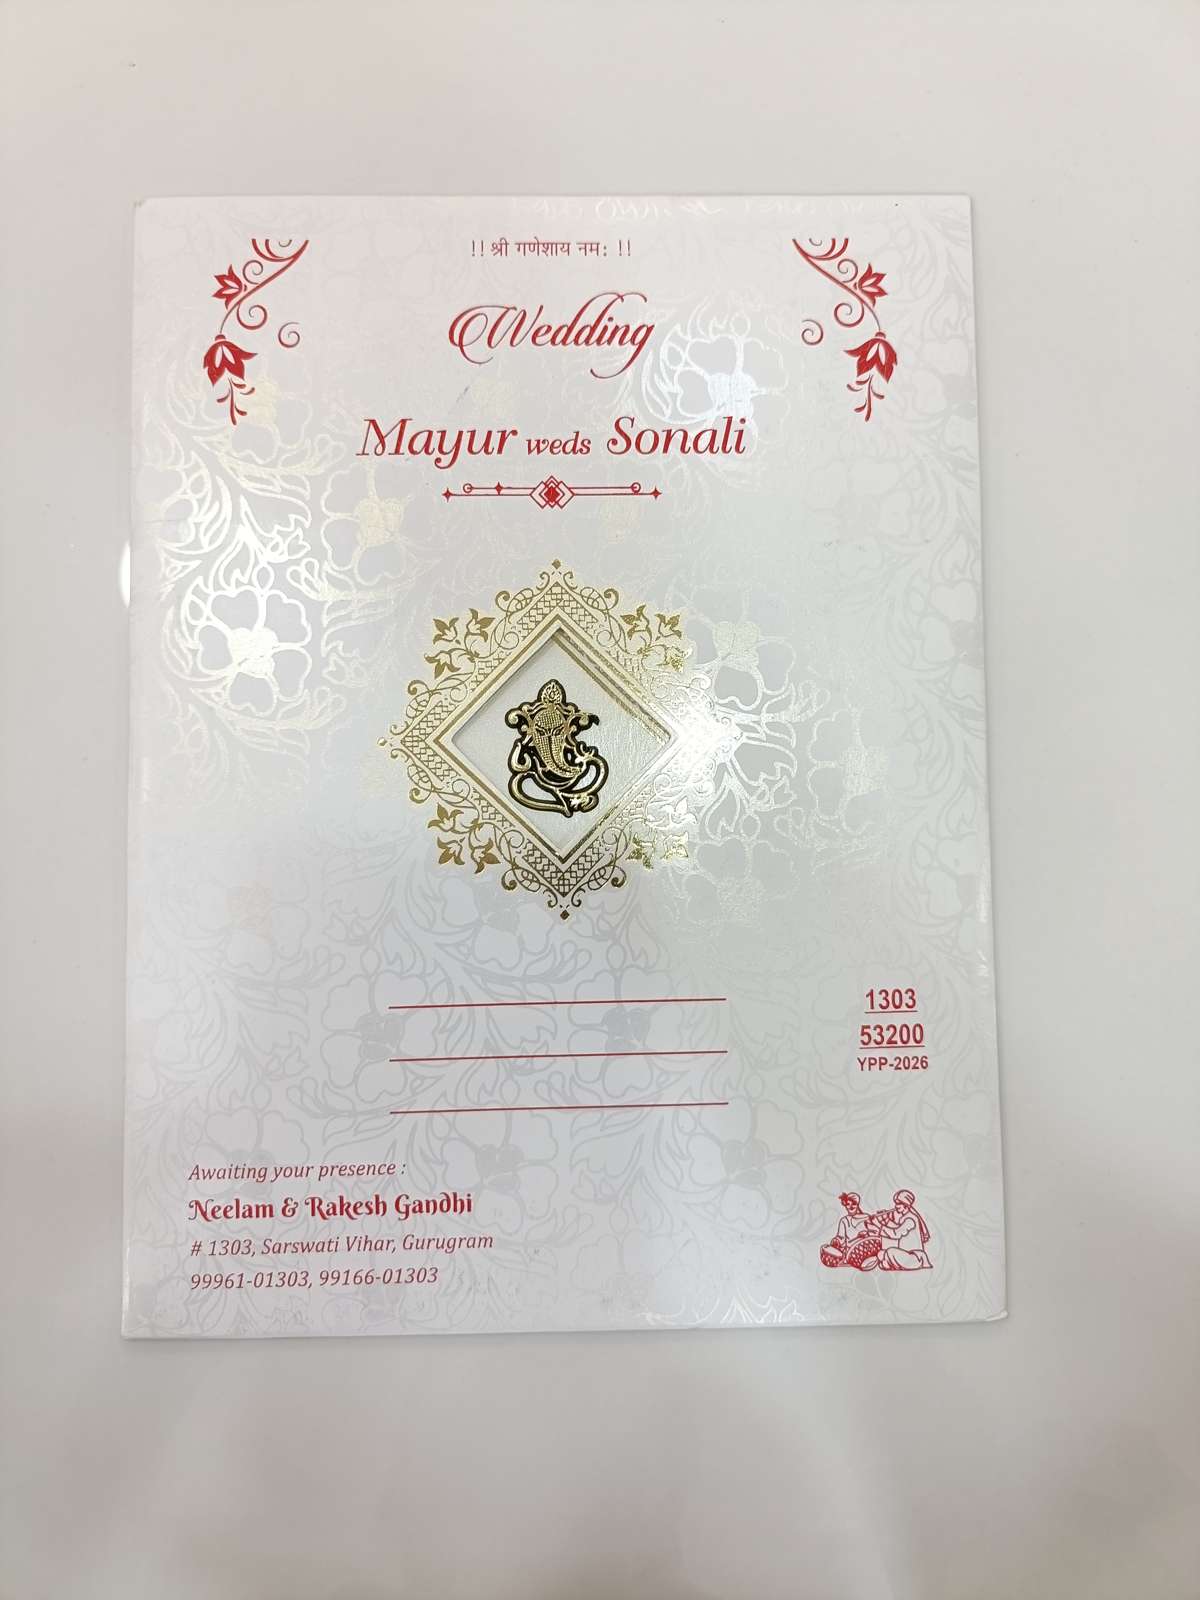 !! श्री गणेशाय नमः !!
Wedding
Mayur weds Sonali
1303
53200
YPP-2026
Awaiting your presence :
Neelam & Rakesh Gandhi
# 1303, Sarswati Vihar, Gurugram
99961-01303, 99166-01303